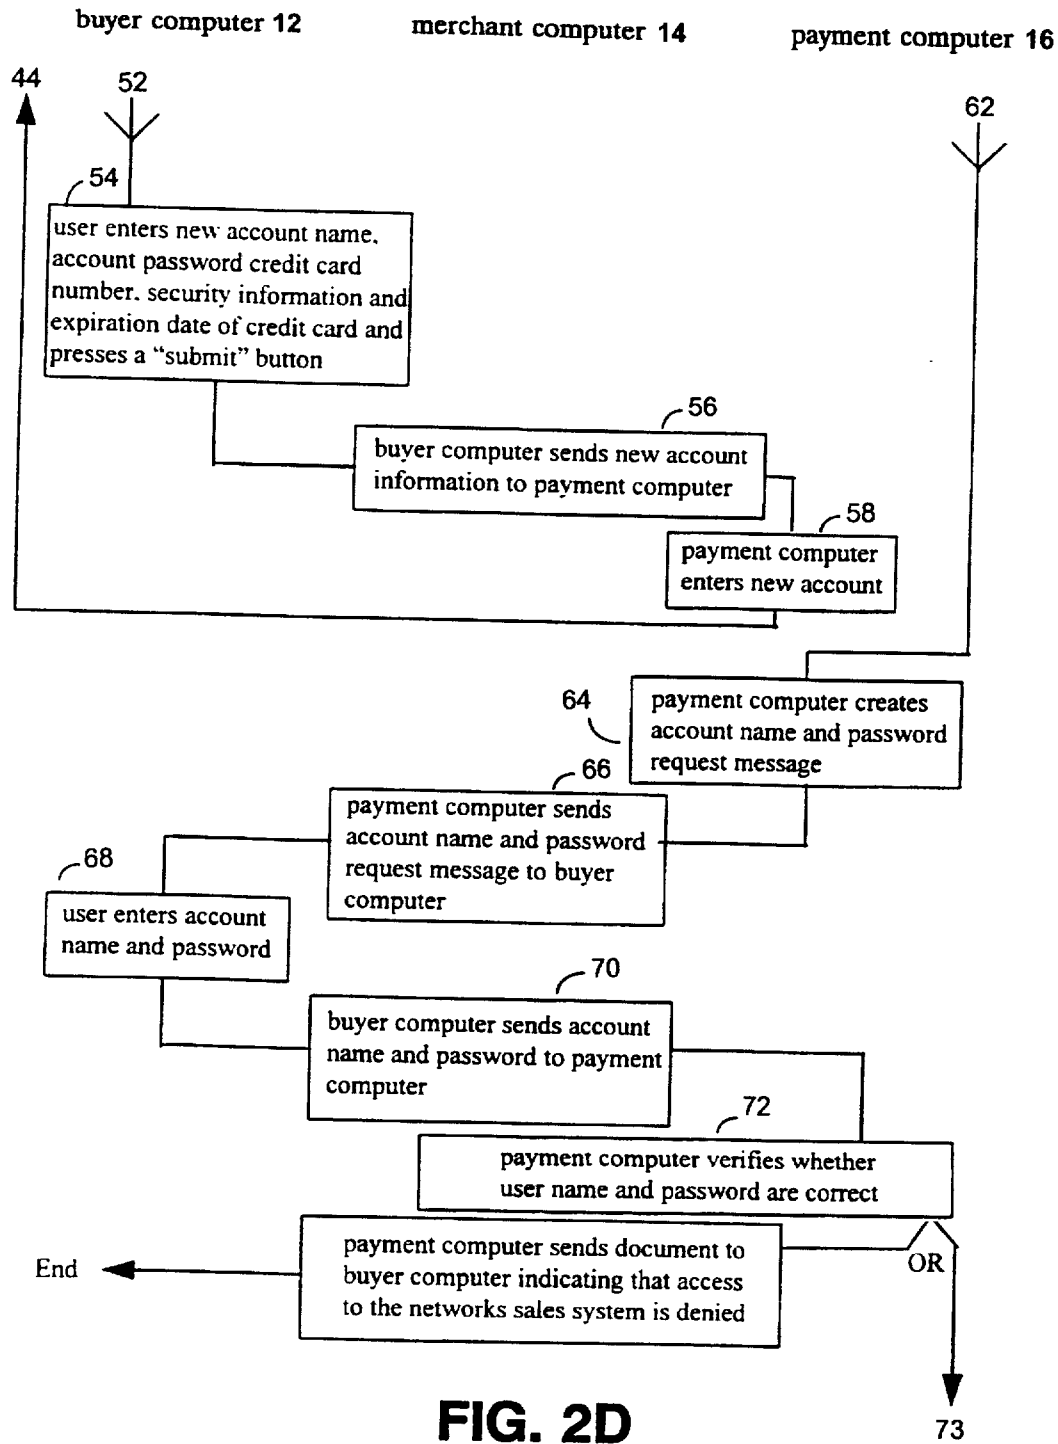 buyer computer 12
merchant computer 14
payment computer 16
44
52
62
54
user enters new account name,
account password credit card
number, security information and
expiration date of credit card and
presses a “submit” button
56
buyer computer sends new account
information to payment computer
58
payment computer
enters new account
64
payment computer creates
account name and password
request message
66
payment computer sends
account name and password
request message to buyer
computer
68
user enters account
name and password
70
buyer computer sends account
name and password to payment
computer
72
payment computer verifies whether
user name and password are correct
payment computer sends document to
buyer computer indicating that access
to the networks sales system is denied
End
OR
73
FIG. 2D